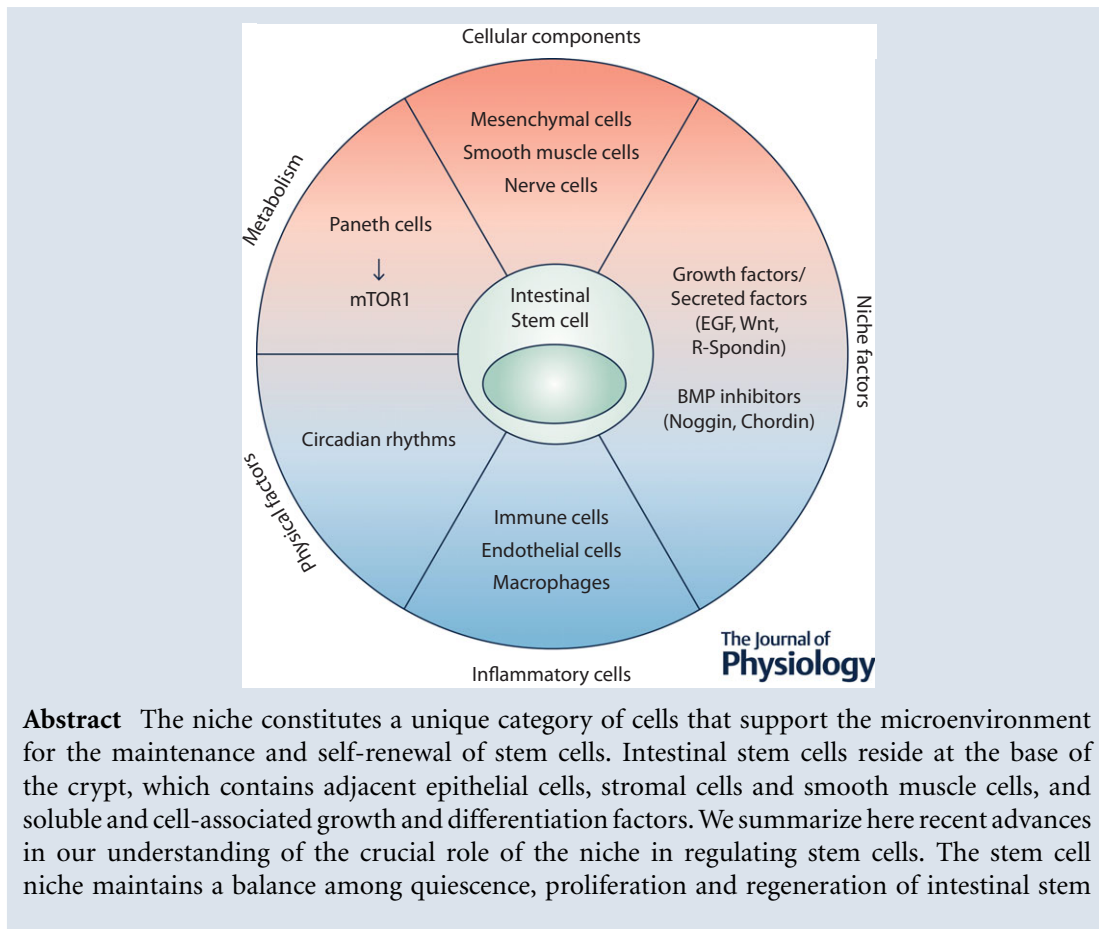 Cellular components
Mesenchymal cells
Smooth muscle cells
Nerve cells
Metabolism
Paneth cells
↓
mTOR1
Intestinal
Stem cell
Growth factors/
Secreted factors
(EGF, Wnt,
R-Spondin)
BMP inhibitors
(Noggin, Chordin)
Niche factors
Circadian rhythms
Physical factors
Immune cells
Endothelial cells
Macrophages
Inflammatory cells
The Journal of
Physiology
Abstract The niche constitutes a unique category of cells that support the microenvironment
for the maintenance and self-renewal of stem cells. Intestinal stem cells reside at the base of
the crypt, which contains adjacent epithelial cells, stromal cells and smooth muscle cells, and
soluble and cell-associated growth and differentiation factors. We summarize here recent advances
in our understanding of the crucial role of the niche in regulating stem cells. The stem cell
niche maintains a balance among quiescence, proliferation and regeneration of intestinal stem